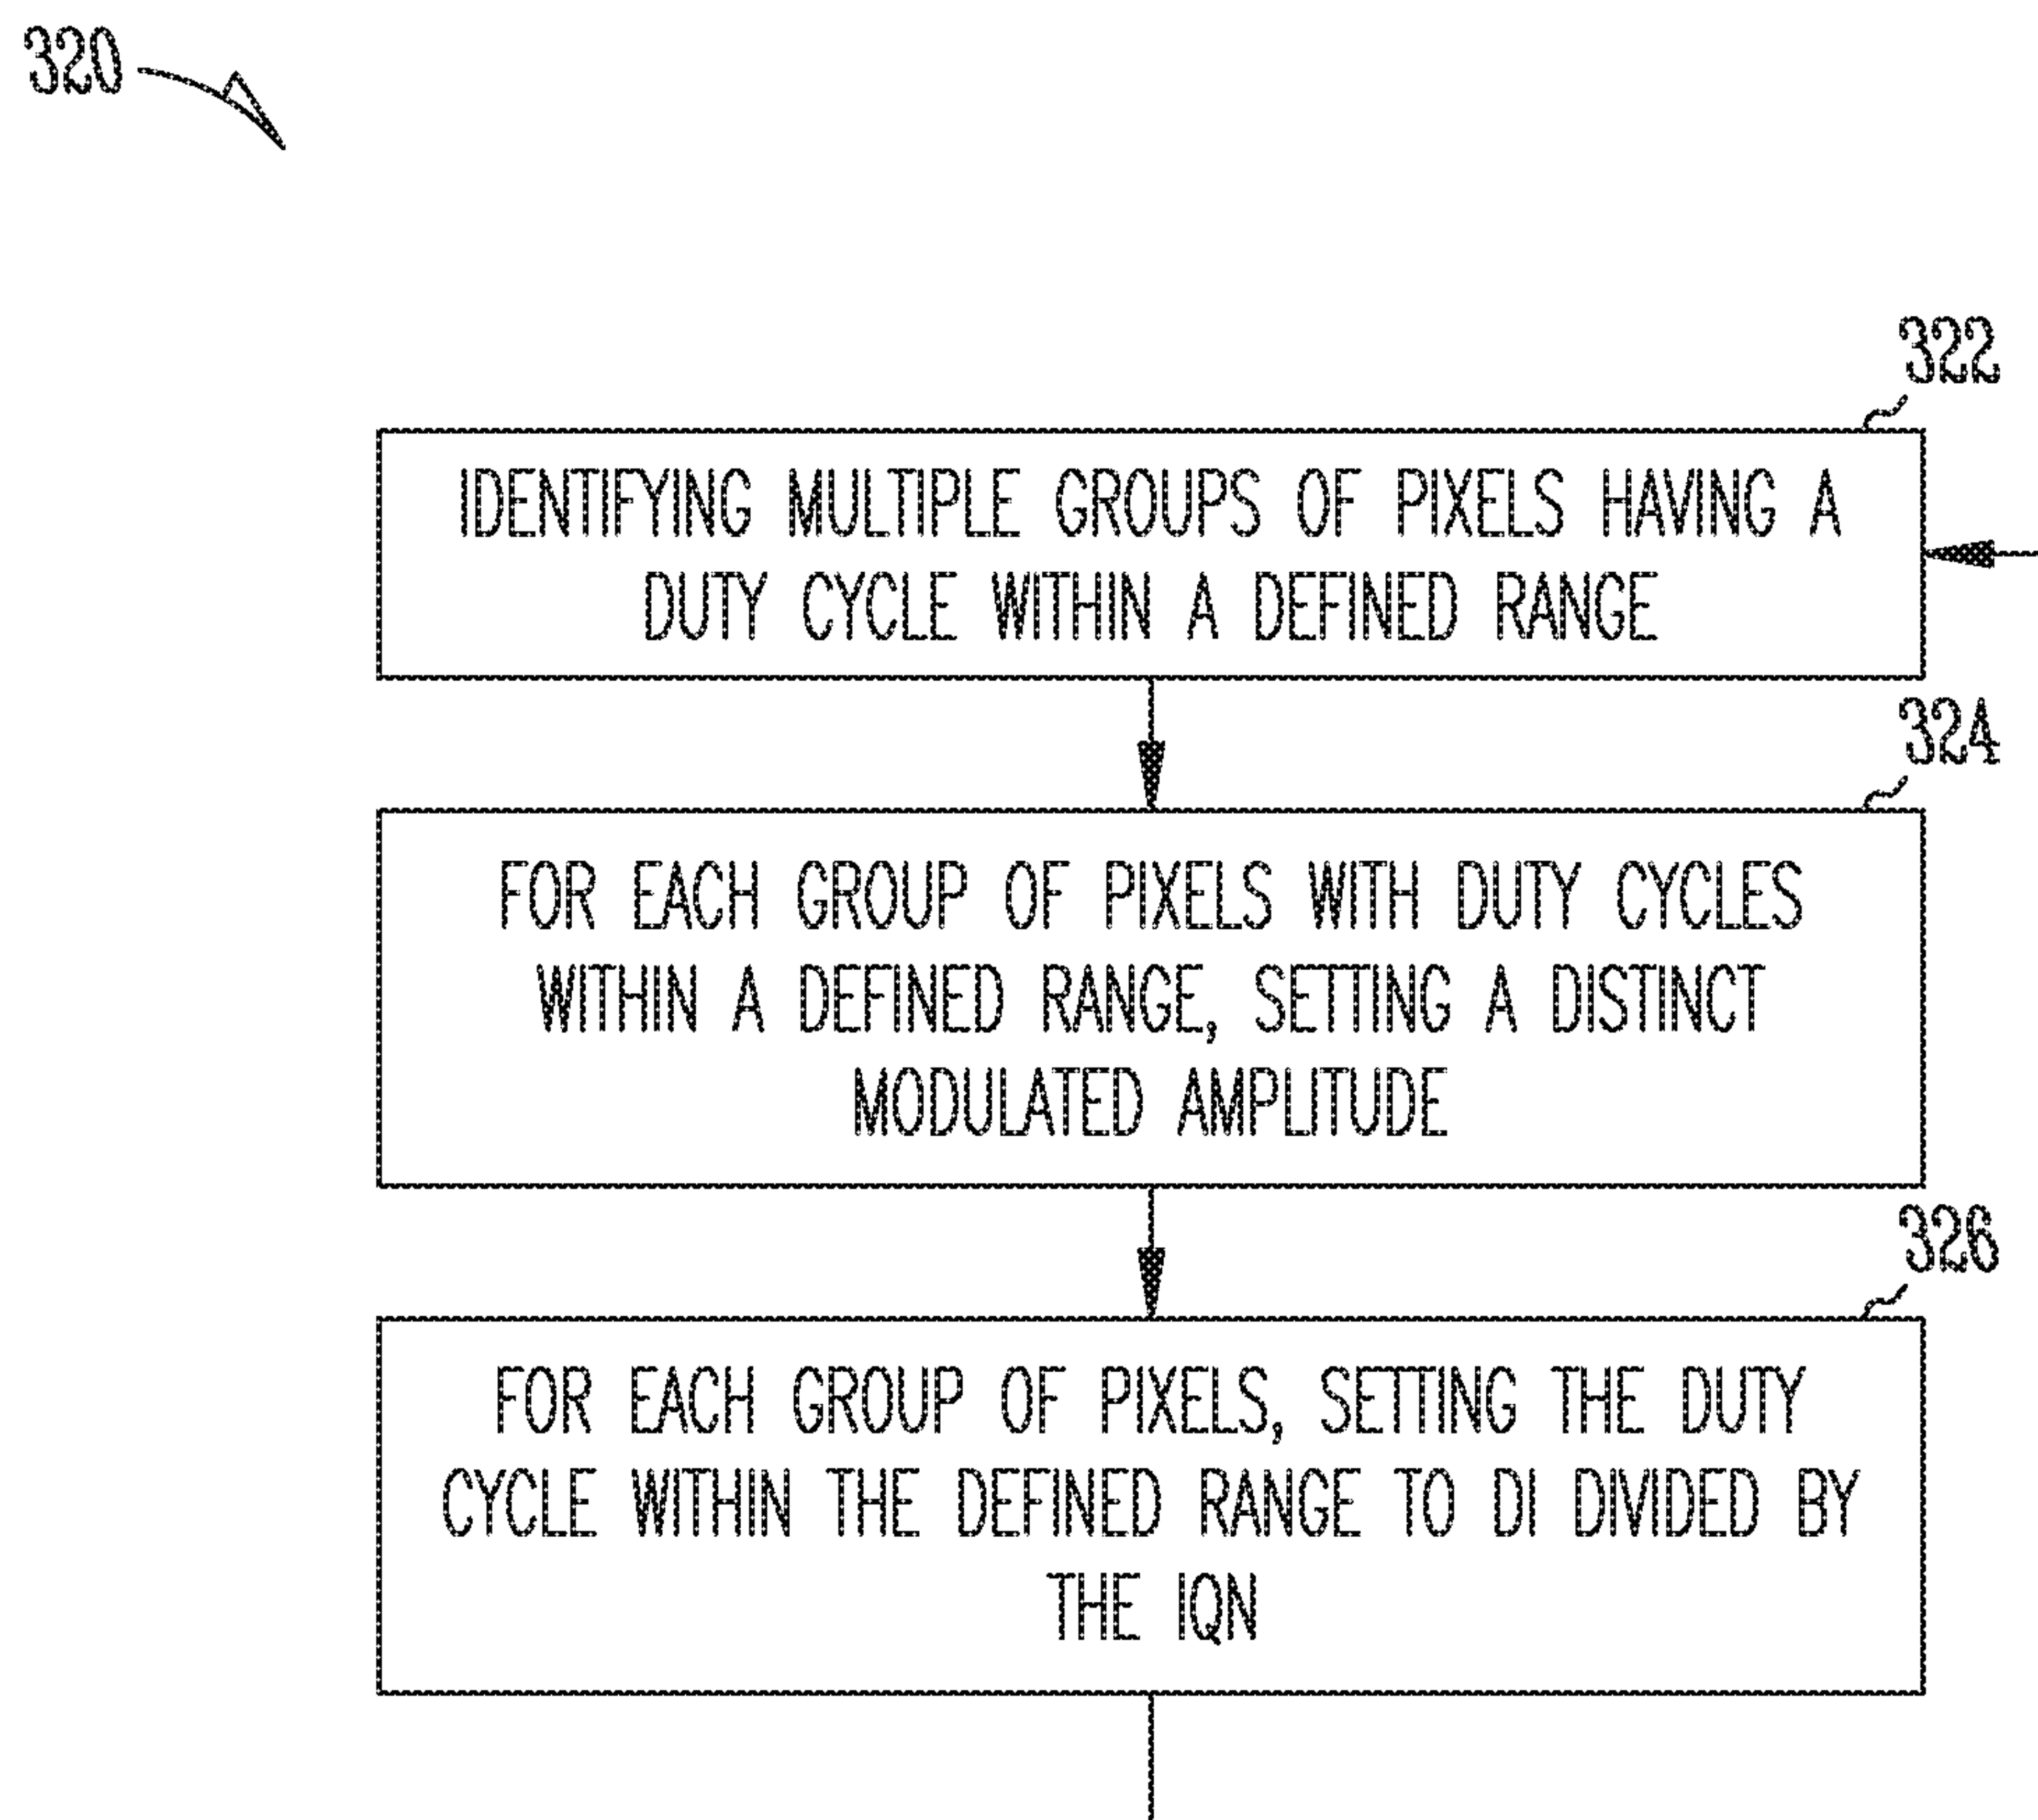 320
322
IDENTIFYING MULTIPLE GROUPS OF PIXELS HAVING A
DUTY CYCLE WITHIN A DEFINED RANGE
324
FOR EACH GROUP OF PIXELS WITH DUTY CYCLES
WITHIN A DEFINED RANGE, SETTING A DISTINCT
MODULATED AMPLITUDE
326
FOR EACH GROUP OF PIXELS, SETTING THE DUTY
CYCLE WITHIN THE DEFINED RANGE TO DI DIVIDED BY
THE IQN